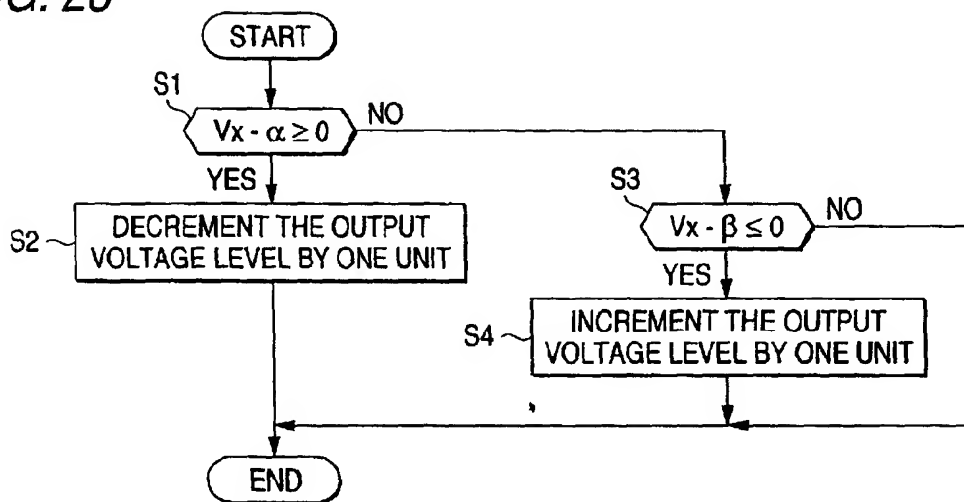 START
S1
Vx - α ≥ 0
NO
YES
S2
DECREMENT THE OUTPUT
VOLTAGE LEVEL BY ONE UNIT
S3
Vx - β ≤ 0
NO
YES
S4
INCREMENT THE OUTPUT
VOLTAGE LEVEL BY ONE UNIT
END